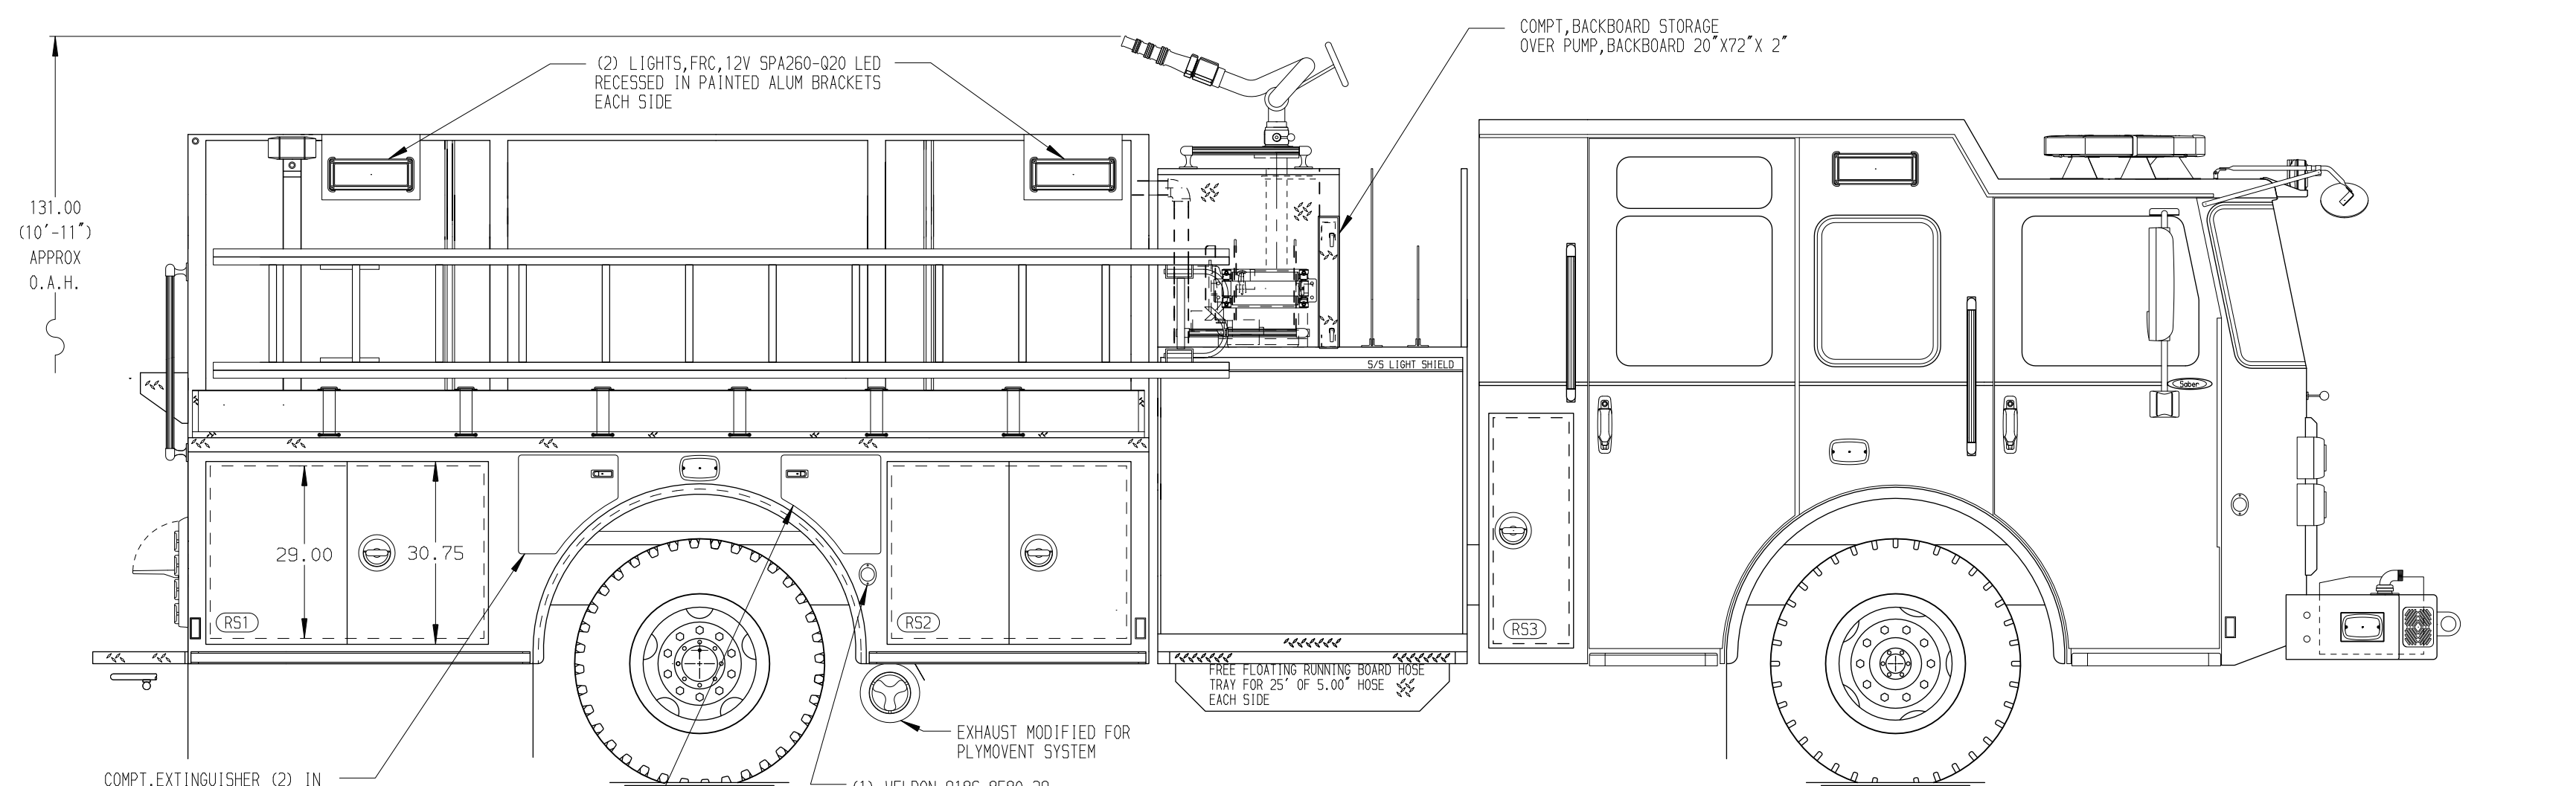 COMPT,BACKBOARD STORAGE
OVER PUMP,BACKBOARD 20"X72"X 2"
(2) LIGHTS,FRC,12V SPA260-Q20 LED
RECESSED IN PAINTED ALUM BRACKETS
EACH SIDE
131.00
(10'-11")
APPROX
O.A.H.
S/S LIGHT SHIELD
Saber
29.00
30.75
RS1
RS2
RS3
FREE FLOATING RUNNING BOARD HOSE
TRAY FOR 25' OF 5.00" HOSE
EACH SIDE
EXHAUST MODIFIED FOR
PLYMOVENT SYSTEM
COMPT,EXTINGUISHER (2) IN
(1) WELDON